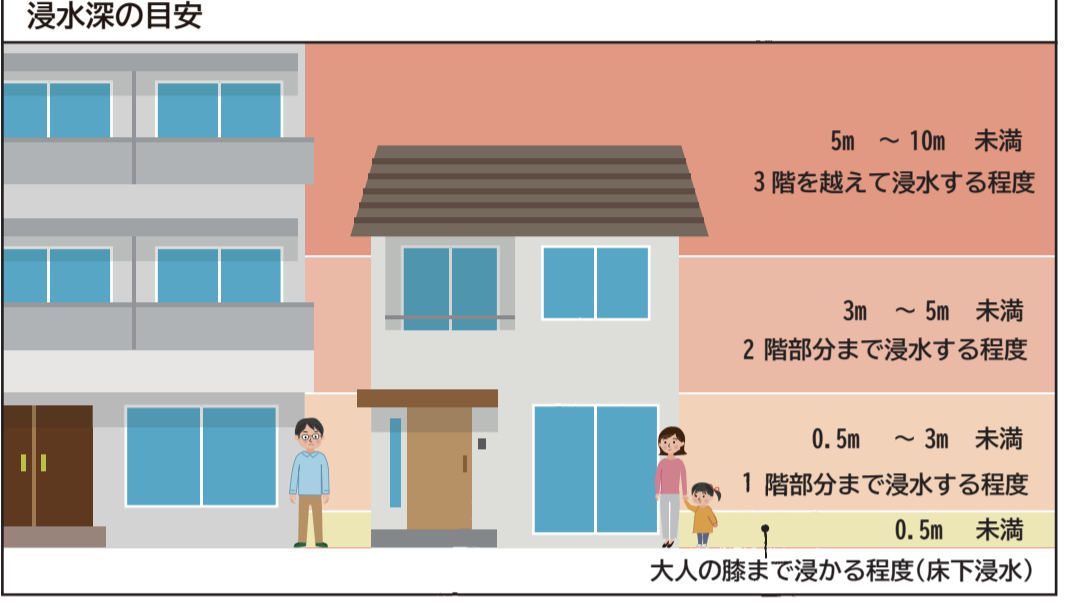 浸水深の目安
5m ～ 10m 未満
3階を越えて浸水する程度
3m ～ 5m 未満
2 階部分まで浸水する程度
0.5m ～ 3m 未満
1 階部分まで浸水する程度
0.5m 未満
大人の膝まで浸かる程度(床下浸水)